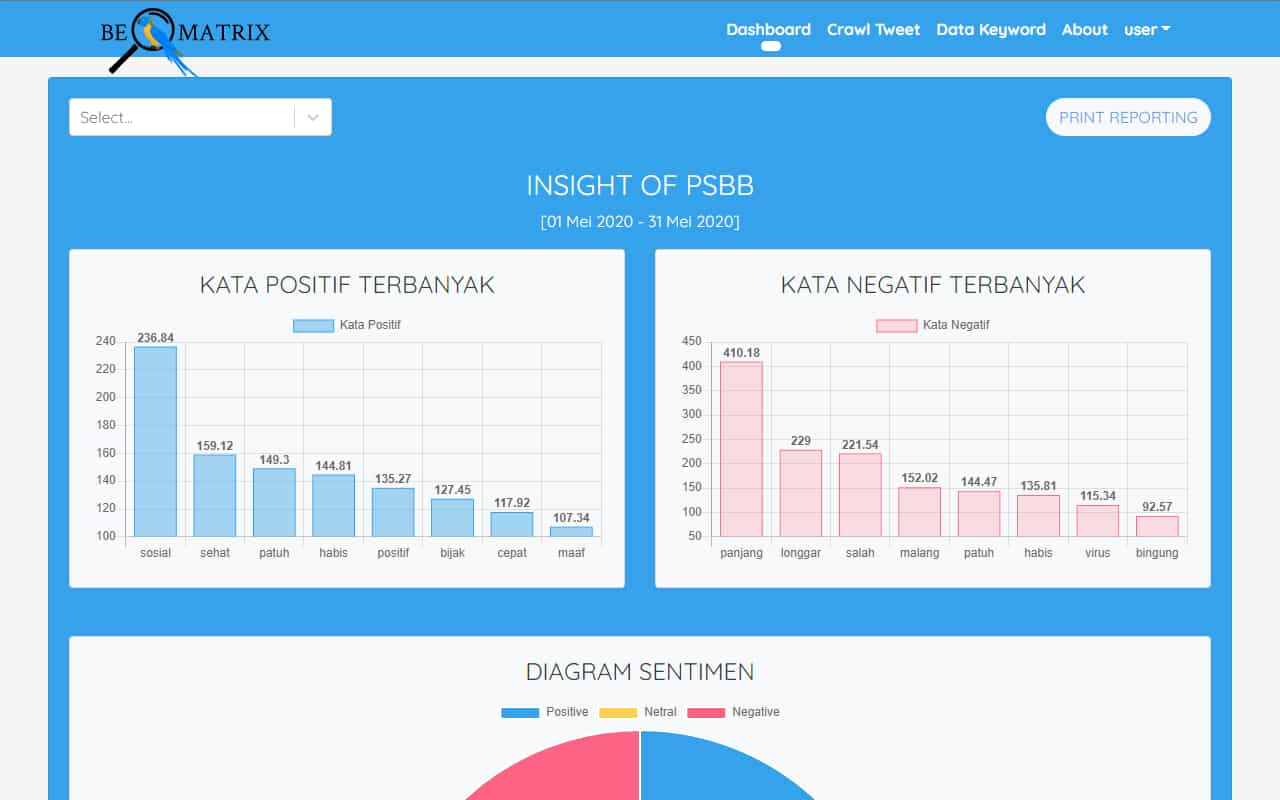 BE MATRIX
Dashboard Crawl Tweet Data Keyword About user
Select...
PRINT REPORTING
INSIGHT OF PSBB
[01 Mei 2020 - 31 Mei 2020]
KATA POSITIF TERBANYAK
Kata Positif
240
220
200
180
160
140
120
100
236.84
159.12
149.3
144.81
135.27
127.45
117.92
107.34
sosial sehat patuh habis positif bijak cepat maaf
KATA NEGATIF TERBANYAK
Kata Negatif
450
400
350
300
250
200
150
100
50
410.18
229
221.54
152.02
144.47
135.81
115.34
92.57
panjang longgar salah malang patuh habis virus bingung
DIAGRAM SENTIMEN
Positive Netral Negative